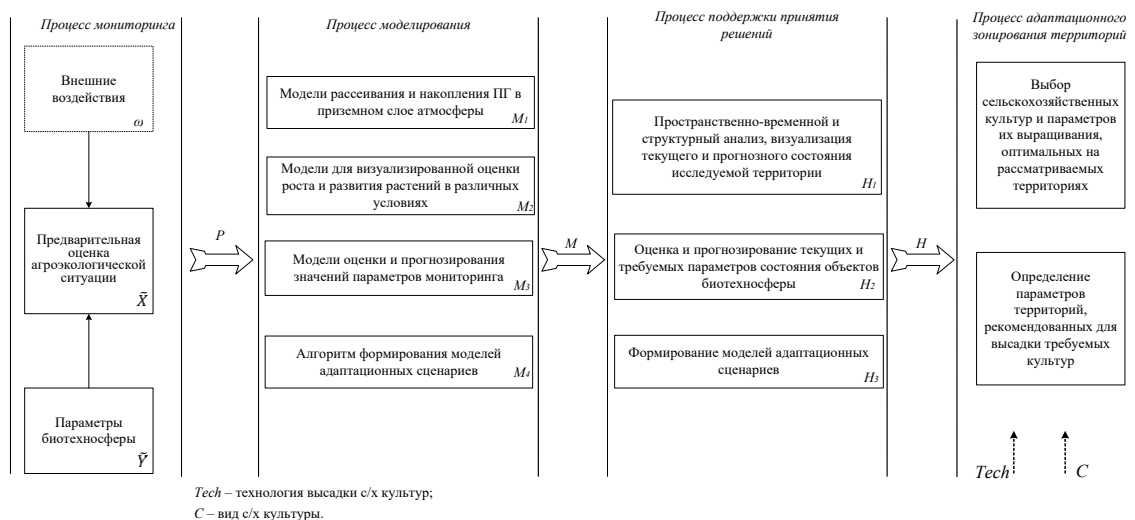 Процесс мониторинга
Внешние
воздействия
ω
Предварительная
оценка
агроэкологической
ситуации
X̃
Параметры
биотехносферы
Ỹ
P
Процесс моделирования
Модели рассеивания и накопления ПГ в
приземном слое атмосферы
M1
Модели для визуализированной оценки
роста и развития растений в различных
условиях
M2
Модели оценки и прогнозирования
значений параметров мониторинга
M3
Алгоритм формирования моделей
адаптационных сценариев
M4
M
Процесс поддержки принятия
решений
Пространственно-временной и
структурный анализ, визуализация
текущего и прогнозного состояния
исследуемой территории
H1
Оценка и прогнозирование текущих и
требуемых параметров состояния объектов
биотехносферы
H2
Формирование моделей адаптационных
сценариев
H3
H
Процесс адаптационного
зонирования территорий
Выбор
сельскохозяйственных
культур и параметров
их выращивания,
оптимальных на
рассматриваемых
территориях
Определение
параметров
территорий,
рекомендованных для
высадки требуемых
культур
Tech
C
Tech – технология высадки с/х культур;
C – вид с/х культуры.